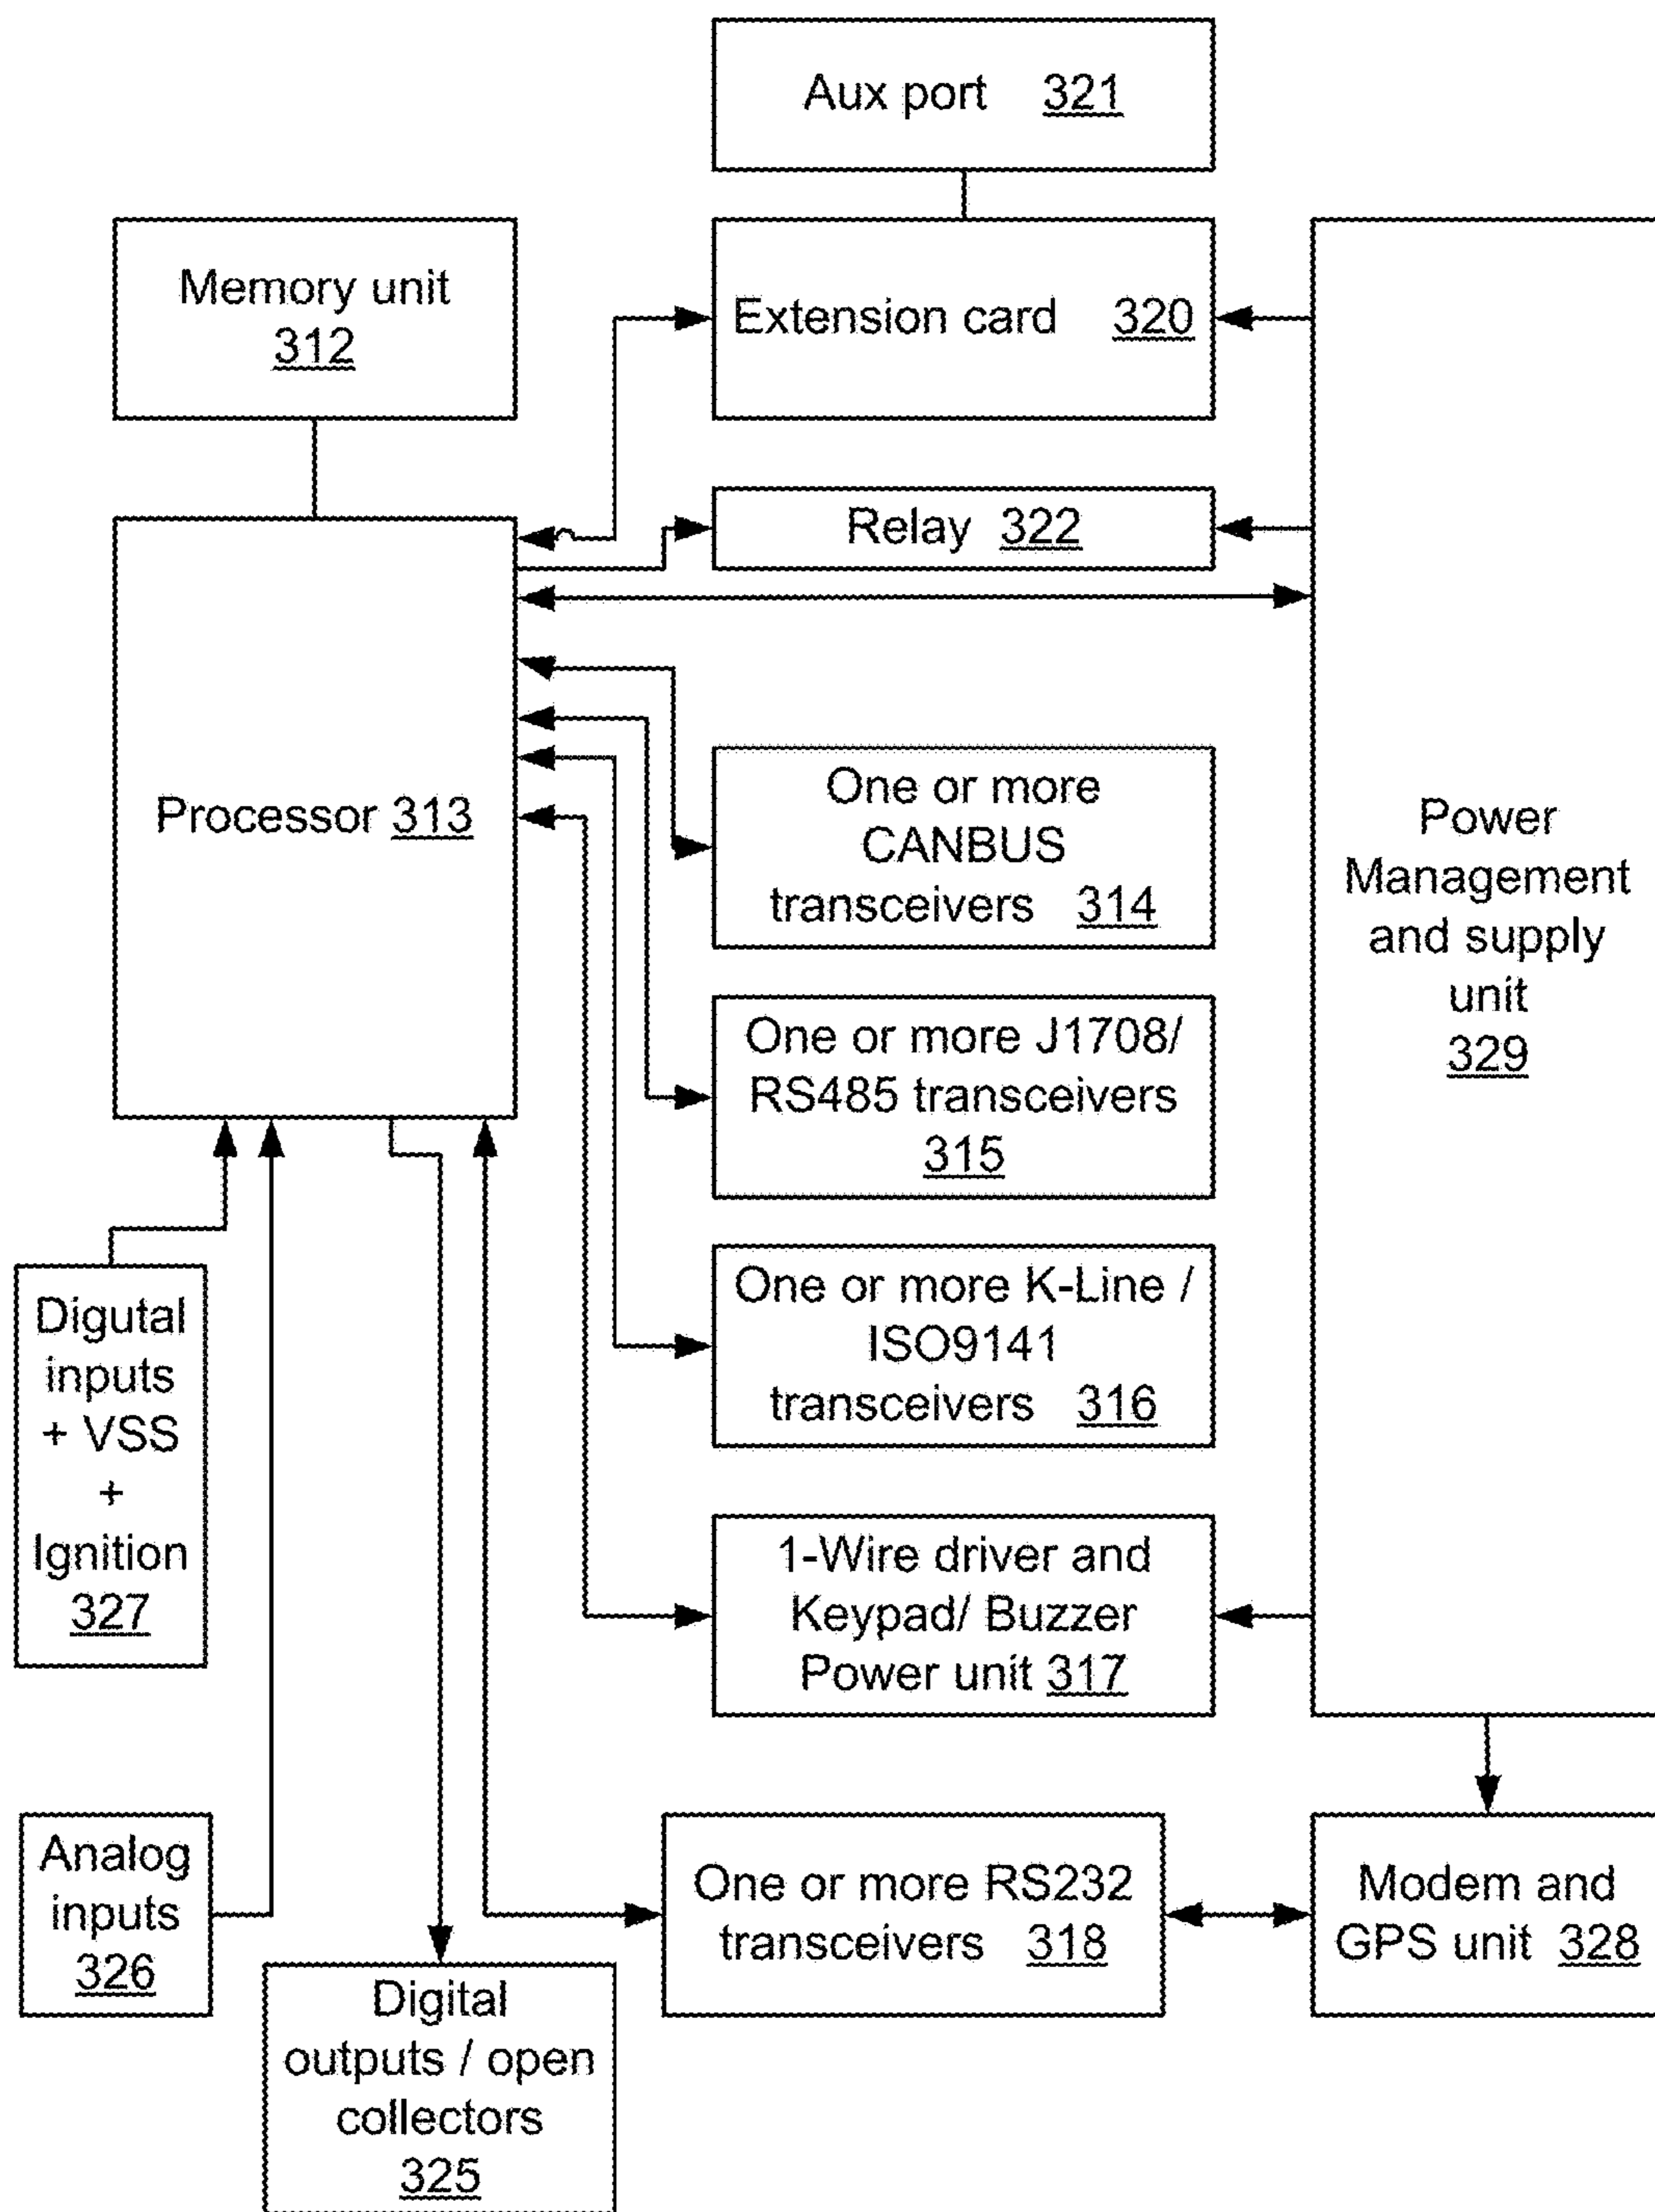 Aux port 321
Memory unit
312
Extension card 320
Relay 322
Processor 313
One or more
CANBUS
transceivers 314
Power
Management
and supply
unit
329
One or more J1708/
RS485 transceivers
315
One or more K-Line /
ISO9141
transceivers 316
Digutal
inputs
+ VSS
+
Ignition
327
1-Wire driver and
Keypad/ Buzzer
Power unit 317
Analog
inputs
326
One or more RS232
transceivers 318
Modem and
GPS unit 328
Digital
outputs / open
collectors
325